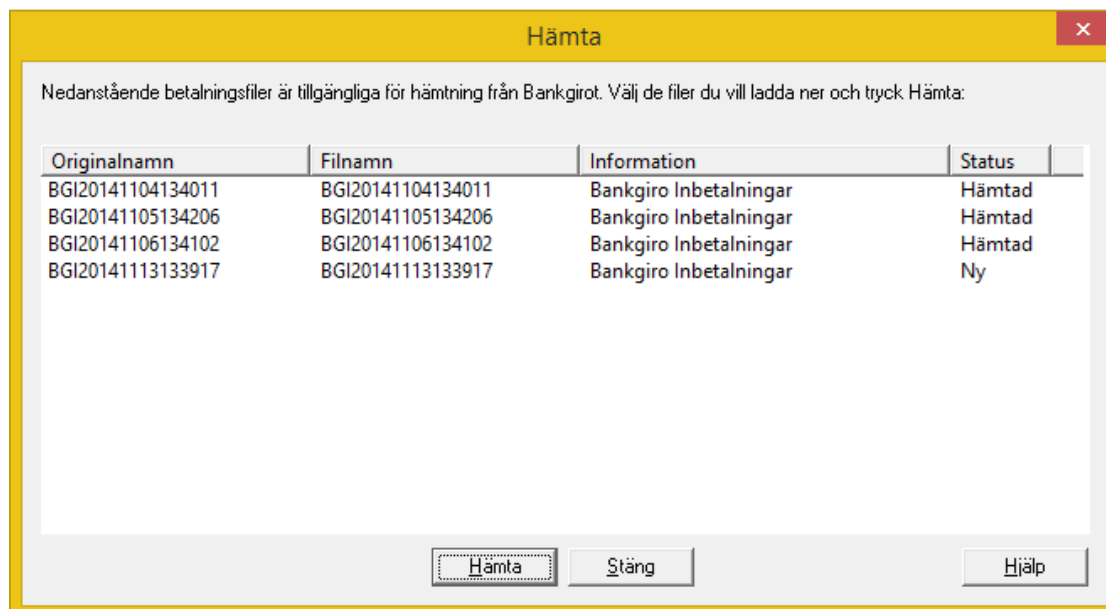 Hämta
Nedanstående betalningsfiler är tillgängliga för hämtning från Bankgirot. Välj de filer du vill ladda ner och tryck Hämta:
Originalnamn Filnamn Information Status
BGI20141104134011 BGI20141104134011 Bankgiro Inbetalningar Hämtad
BGI20141105134206 BGI20141105134206 Bankgiro Inbetalningar Hämtad
BGI20141106134102 BGI20141106134102 Bankgiro Inbetalningar Hämtad
BGI20141113133917 BGI20141113133917 Bankgiro Inbetalningar Ny
Hämta Stäng Hjälp